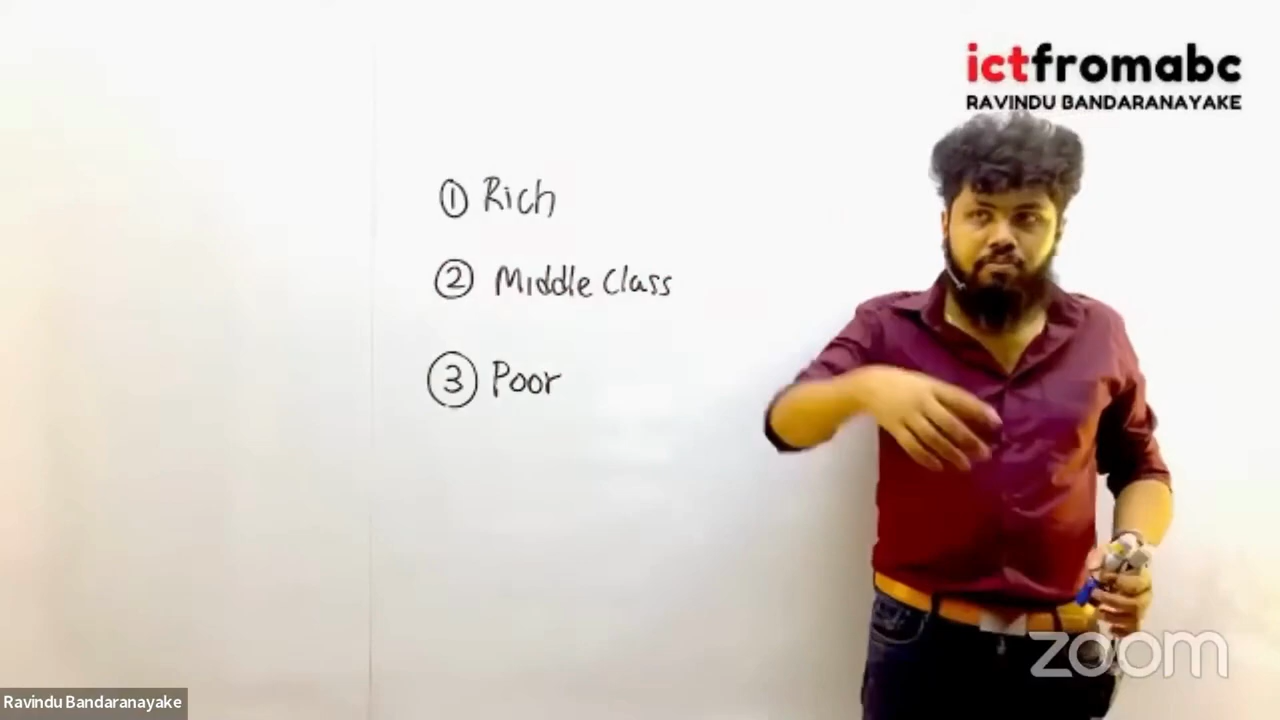 ictfromabc
RAVINDU BANDARANAYAKE
① Rich
② Middle Class
③ Poor
zoom
Ravindu Bandaranayake